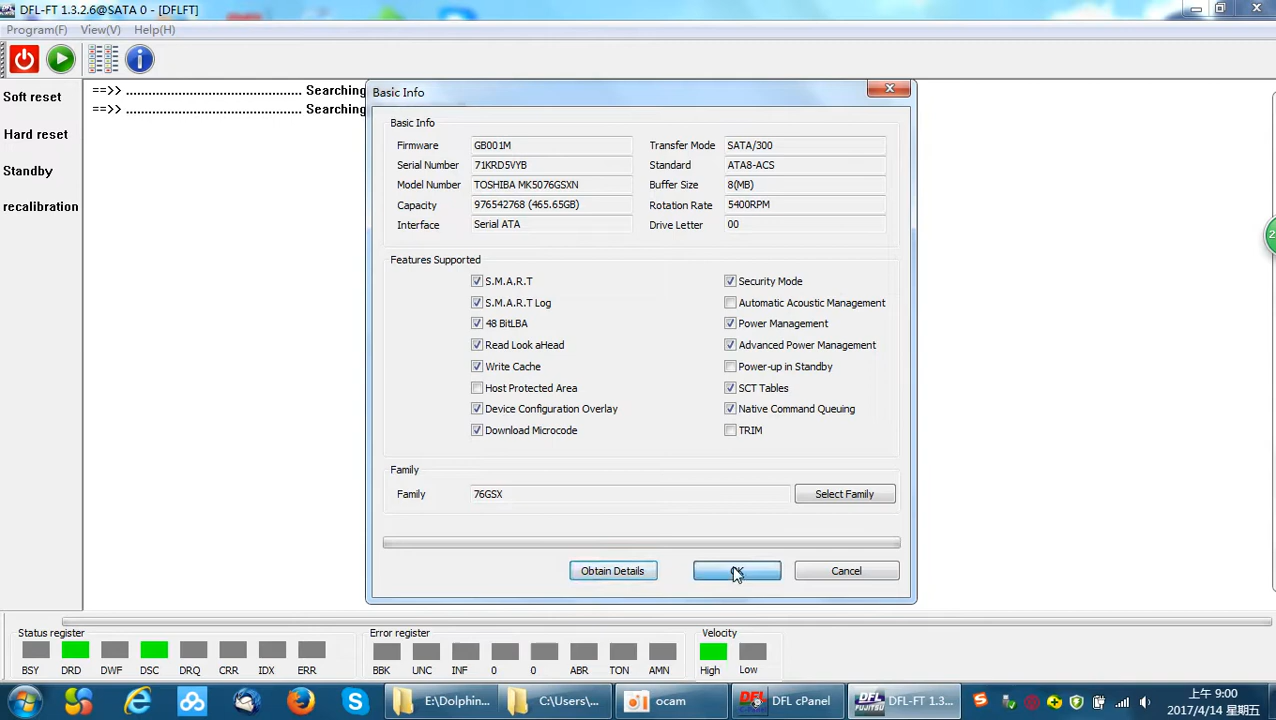 DFL-FT 1.3.2.6@SATA 0 - [DFLFT]
Program(F) View(V) Help(H)
Soft reset
Hard reset
Standby
recalibration
==>> .......................................... Searching
==>> .......................................... Searching
Basic Info
Basic Info
Firmware GB001M Transfer Mode SATA/300
Serial Number 71KRD5VYB Standard ATA8-ACS
Model Number TOSHIBA MK5076GSXN Buffer Size 8(MB)
Capacity 976542768 (465.65GB) Rotation Rate 5400RPM
Interface Serial ATA Drive Letter 00
Features Supported
S.M.A.R.T Security Mode
S.M.A.R.T Log Automatic Acoustic Management
48 BitLBA Power Management
Read Look aHead Advanced Power Management
Write Cache Power-up in Standby
Host Protected Area SCT Tables
Device Configuration Overlay Native Command Queuing
Download Microcode TRIM
Family
Family 76GSX Select Family
Obtain Details OK Cancel
Status register Error register Velocity
BSY DRD DWF DSC DRQ CRR IDX ERR BBK UNC INF 0 0 ABR TON AMN High Low
E:\Dolphin... C:\Users\... ocam DFL cPanel DFL-FT 1.3...
上午 9:00
2017/4/14 星期五